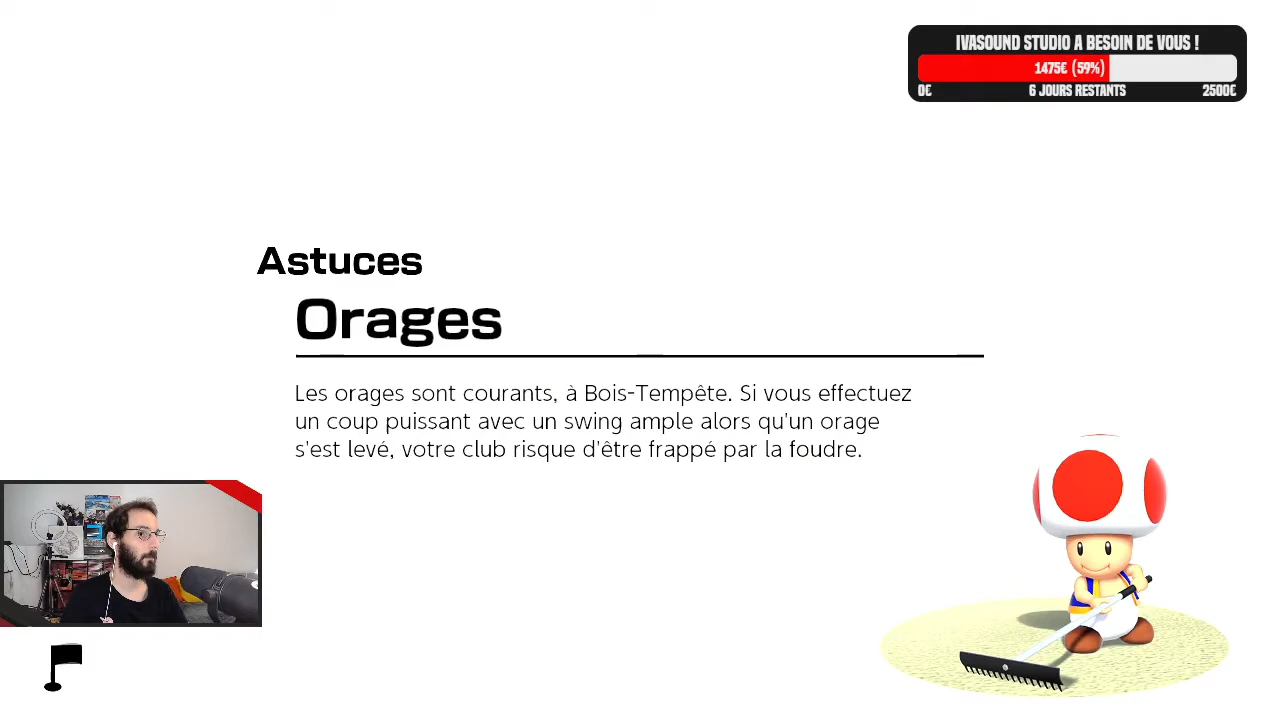 IVASOUND STUDIO A BESOIN DE VOUS !
1475€ (59%)
0€ 6 JOURS RESTANTS 2500€
Astuces
Orages
Les orages sont courants, à Bois-Tempête. Si vous effectuez
un coup puissant avec un swing ample alors qu'un orage
s'est levé, votre club risque d'être frappé par la foudre.